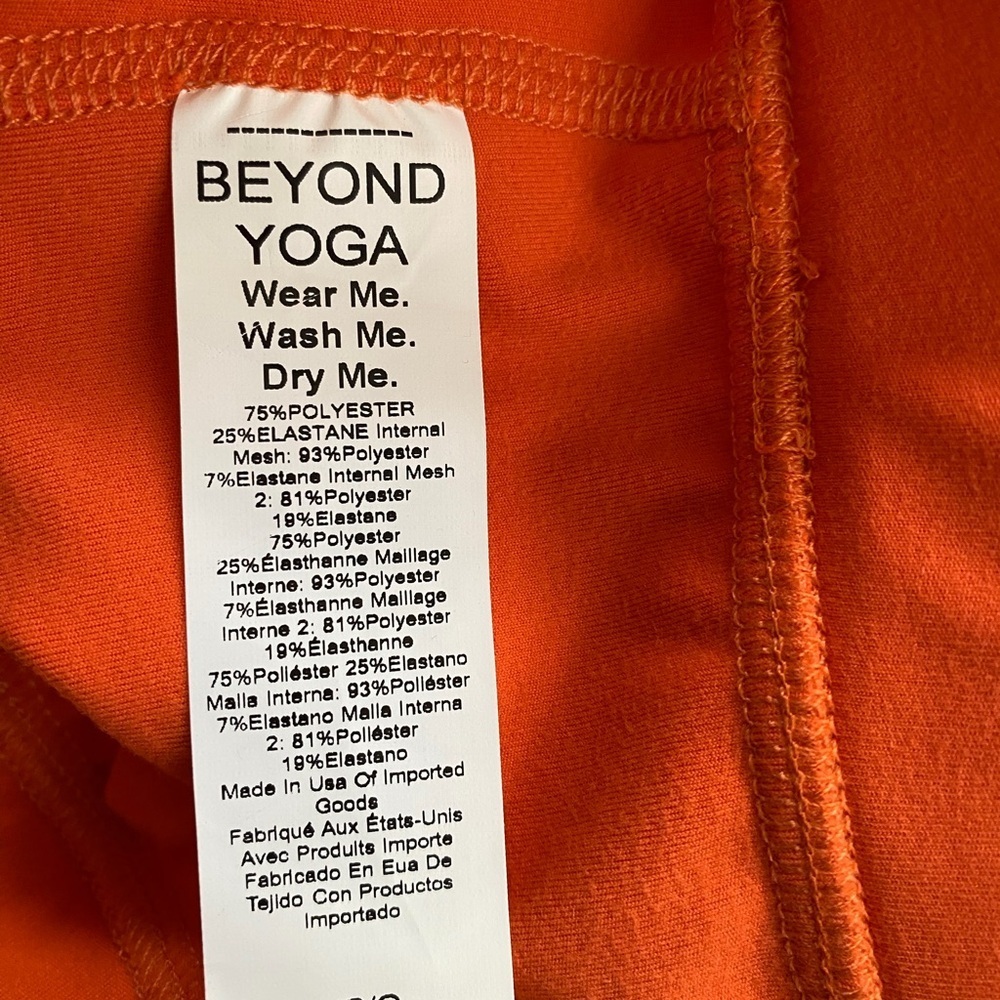 BEYOND
YOGA
Wear Me.
Wash Me.
Dry Me.
75%POLYESTER
25%ELASTANE Internal
Mesh: 93%Polyester
7%Elastane Internal Mesh
2: 81%Polyester
19%Elastane
75%Polyester
25%Élasthanne Maillage
Interne: 93%Polyester
7%Élasthanne Maillage
Interne 2: 81%Polyester
19%Élasthanne
75%Poliéster 25%Elastano
Malla Interna: 93%Poliéster
7%Elastano Malla Interna
2: 81%Poliéster
19%Elastano
Made In Usa Of Imported
Goods
Fabriqué Aux États-Unis
Avec Produits Importe
Fabricado En Eua De
Tejido Con Productos
Importado